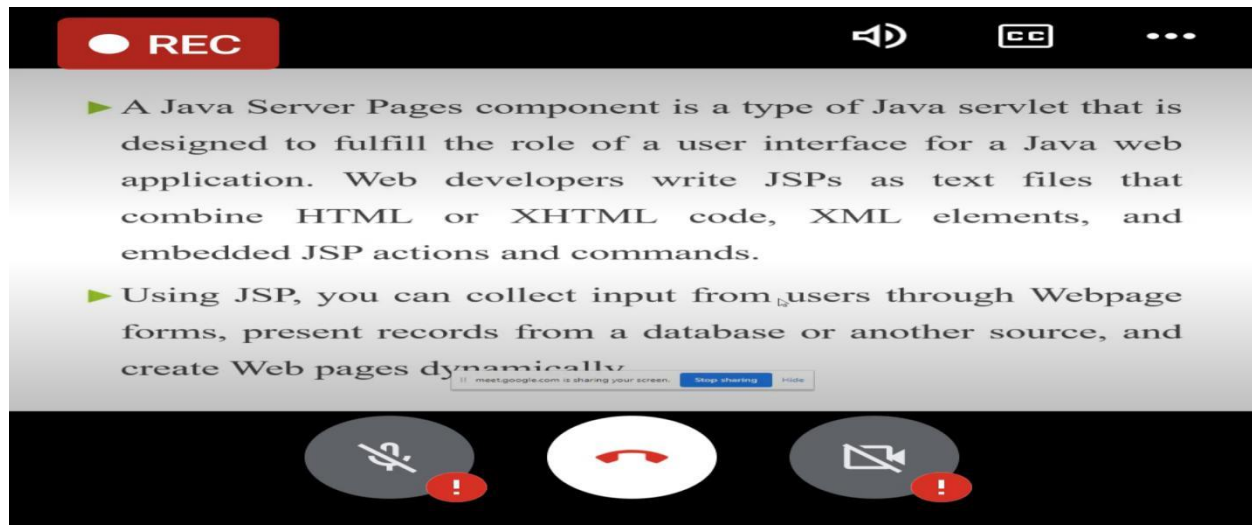 REC
CC
A Java Server Pages component is a type of Java servlet that is
designed to fulfill the role of a user interface for a Java web
application. Web developers write JSPs as text files that
combine HTML or XHTML code, XML elements, and
embedded JSP actions and commands.
Using JSP, you can collect input from users through Webpage
forms, present records from a database or another source, and
create Web pages dynamically
meet.google.com is sharing your screen. Stop sharing Hide